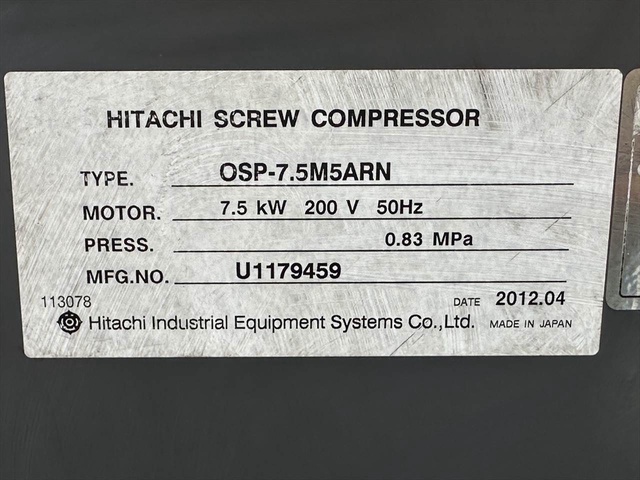 HITACHI SCREW COMPRESSOR
TYPE. OSP-7.5M5ARN
MOTOR. 7.5 kW 200 V 50Hz
PRESS. 0.83 MPa
MFG.NO. U1179459
113078 DATE 2012.04
Hitachi Industrial Equipment Systems Co.,Ltd. MADE IN JAPAN